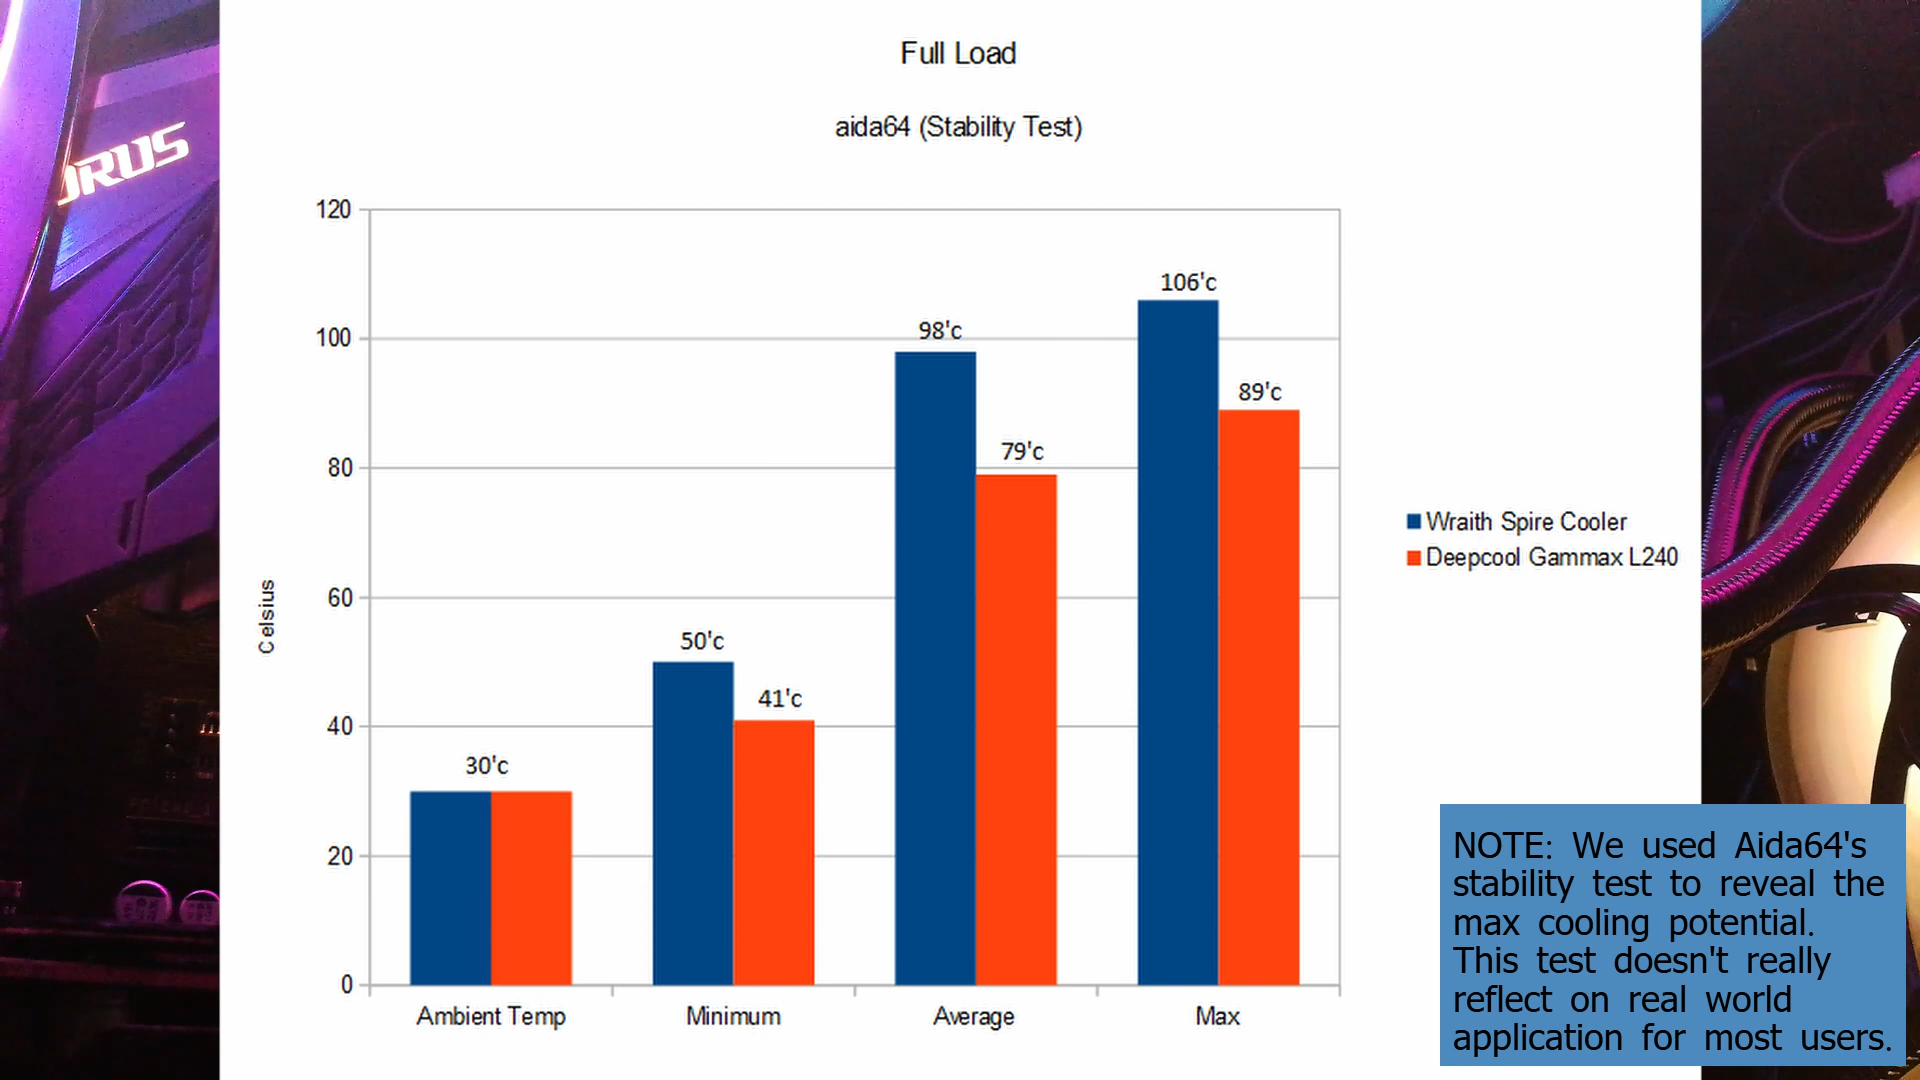 ORUS
Full Load
aida64 (Stability Test)
120
100
80
60
40
20
0
Celsius
30'c
50'c
41'c
98'c
79'c
106'c
89'c
Ambient Temp
Minimum
Average
Max
Wraith Spire Cooler
Deepcool Gammax L240
NOTE: We used Aida64's
stability test to reveal the
max cooling potential.
This test doesn't really
reflect on real world
application for most users.